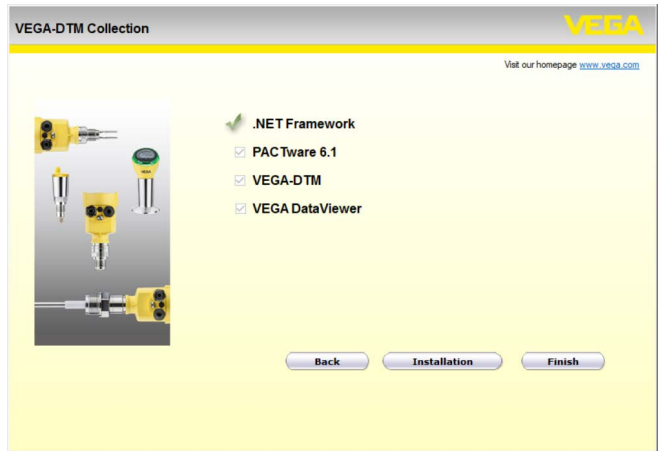 VEGA-DTM Collection
VEGA
Visit our homepage www.vega.com
.NET Framework
PACTware 6.1
VEGA-DTM
VEGA DataViewer
Back
Installation
Finish